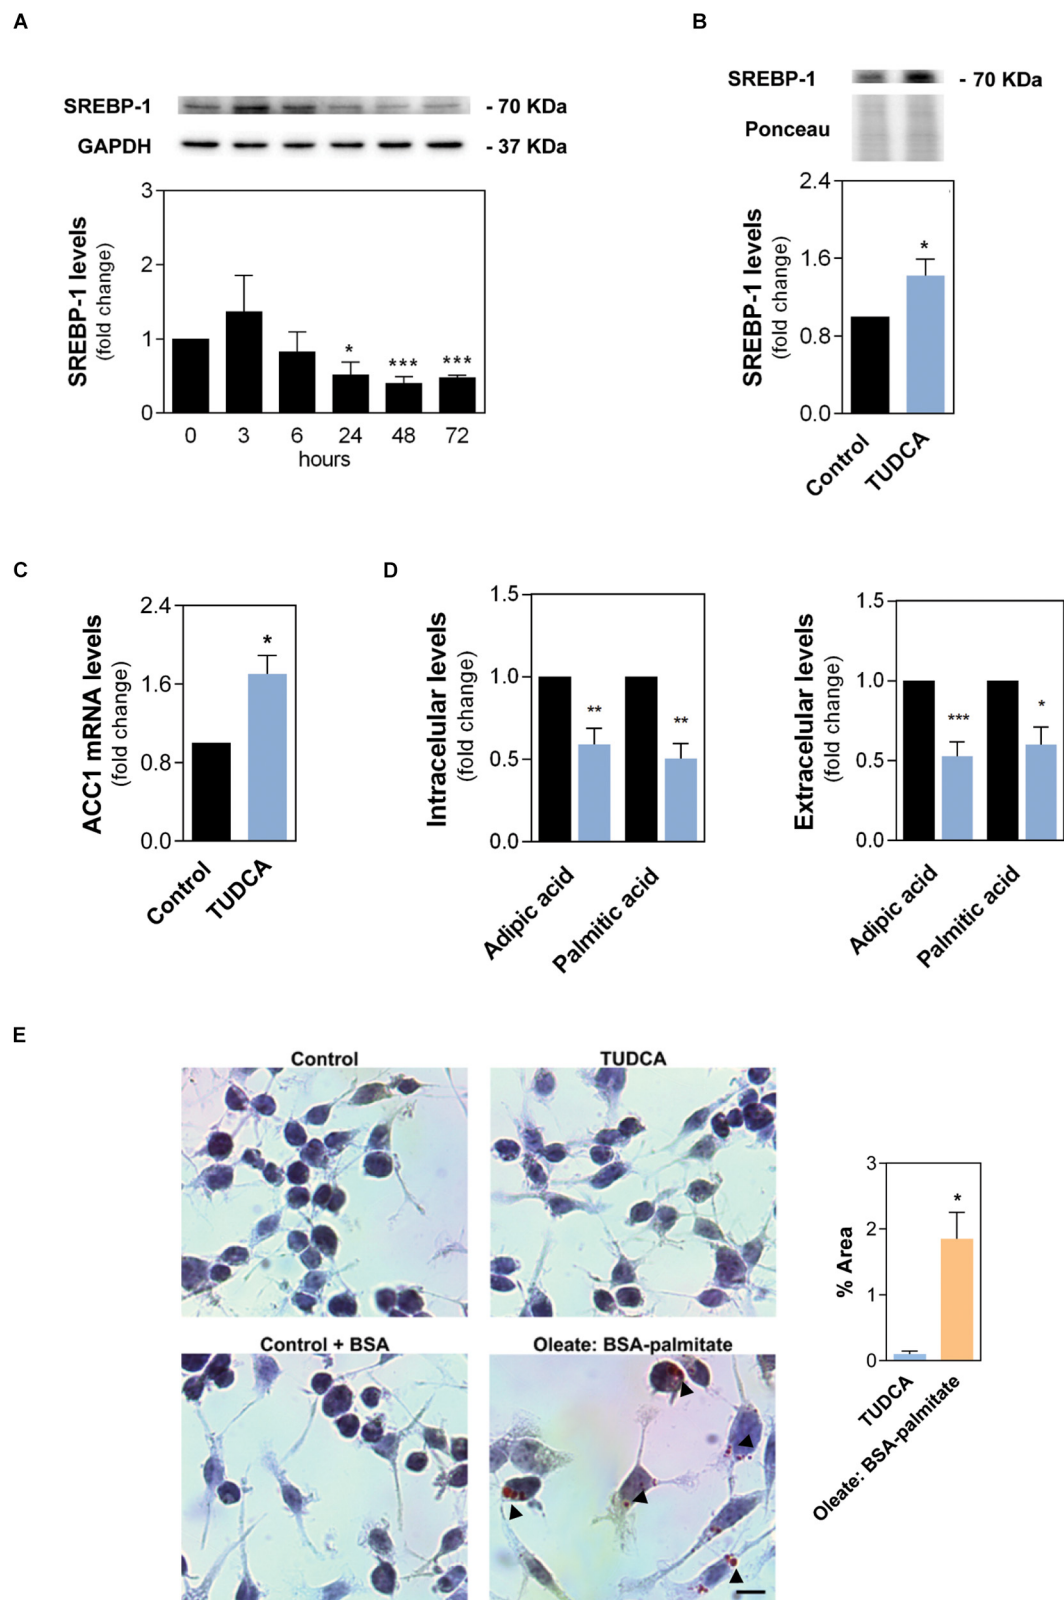 A
SREBP-1
- 70 KDa
GAPDH
- 37 KDa
SREBP-1 levels
(fold change)
3
2
1
0
*
***
***
0 3 6 24 48 72
hours
B
SREBP-1
- 70 KDa
Ponceau
SREBP-1 levels
(fold change)
2.4
1.6
0.8
0.0
*
Control
TUDCA
C
ACC1 mRNA levels
(fold change)
2.4
1.6
0.8
0.0
*
Control
TUDCA
D
Intracelular levels
(fold change)
1.5
1.0
0.5
0.0
**
**
Adipic acid
Palmitic acid
Extracelular levels
(fold change)
1.5
1.0
0.5
0.0
***
*
Adipic acid
Palmitic acid
E
Control
TUDCA
Control + BSA
Oleate: BSA-palmitate
% Area
3
2
1
0
*
TUDCA
Oleate: BSA-palmitate